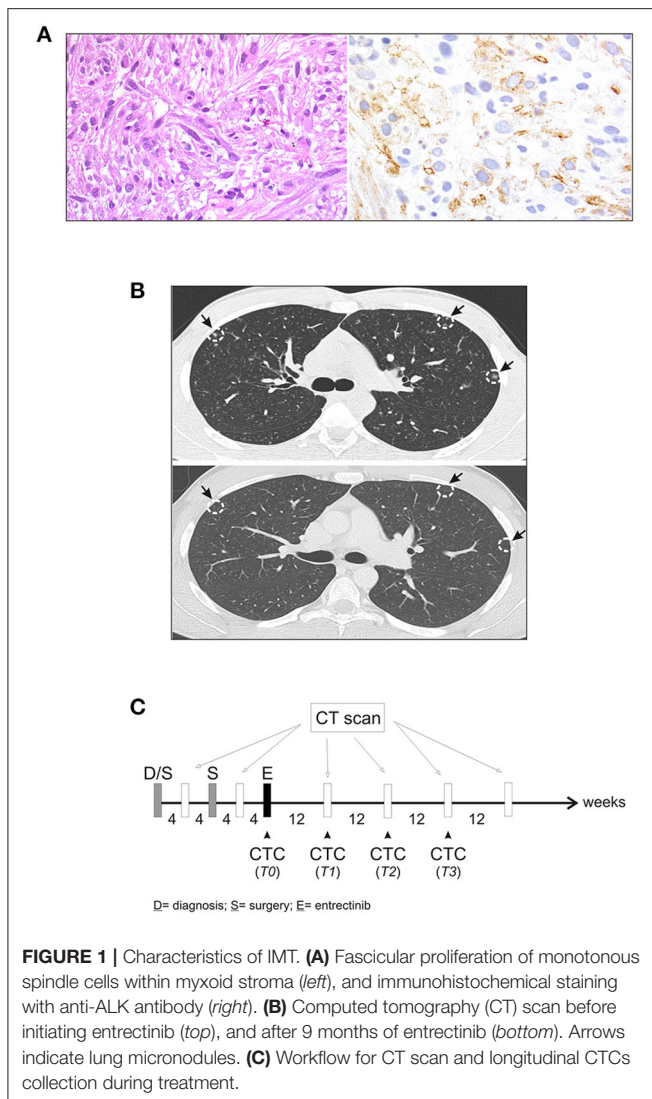 A
B
C
CT scan
D/S S E
weeks
4 4 4 4 12 12 12 12
CTC CTC CTC CTC
(T0) (T1) (T2) (T3)
D= diagnosis; S= surgery; E= entrectinib
FIGURE 1 | Characteristics of IMT. (A) Fascicular proliferation of monotonous
spindle cells within myxoid stroma (left), and immunohistochemical staining
with anti-ALK antibody (right). (B) Computed tomography (CT) scan before
initiating entrectinib (top), and after 9 months of entrectinib (bottom). Arrows
indicate lung micronodules. (C) Workflow for CT scan and longitudinal CTCs
collection during treatment.